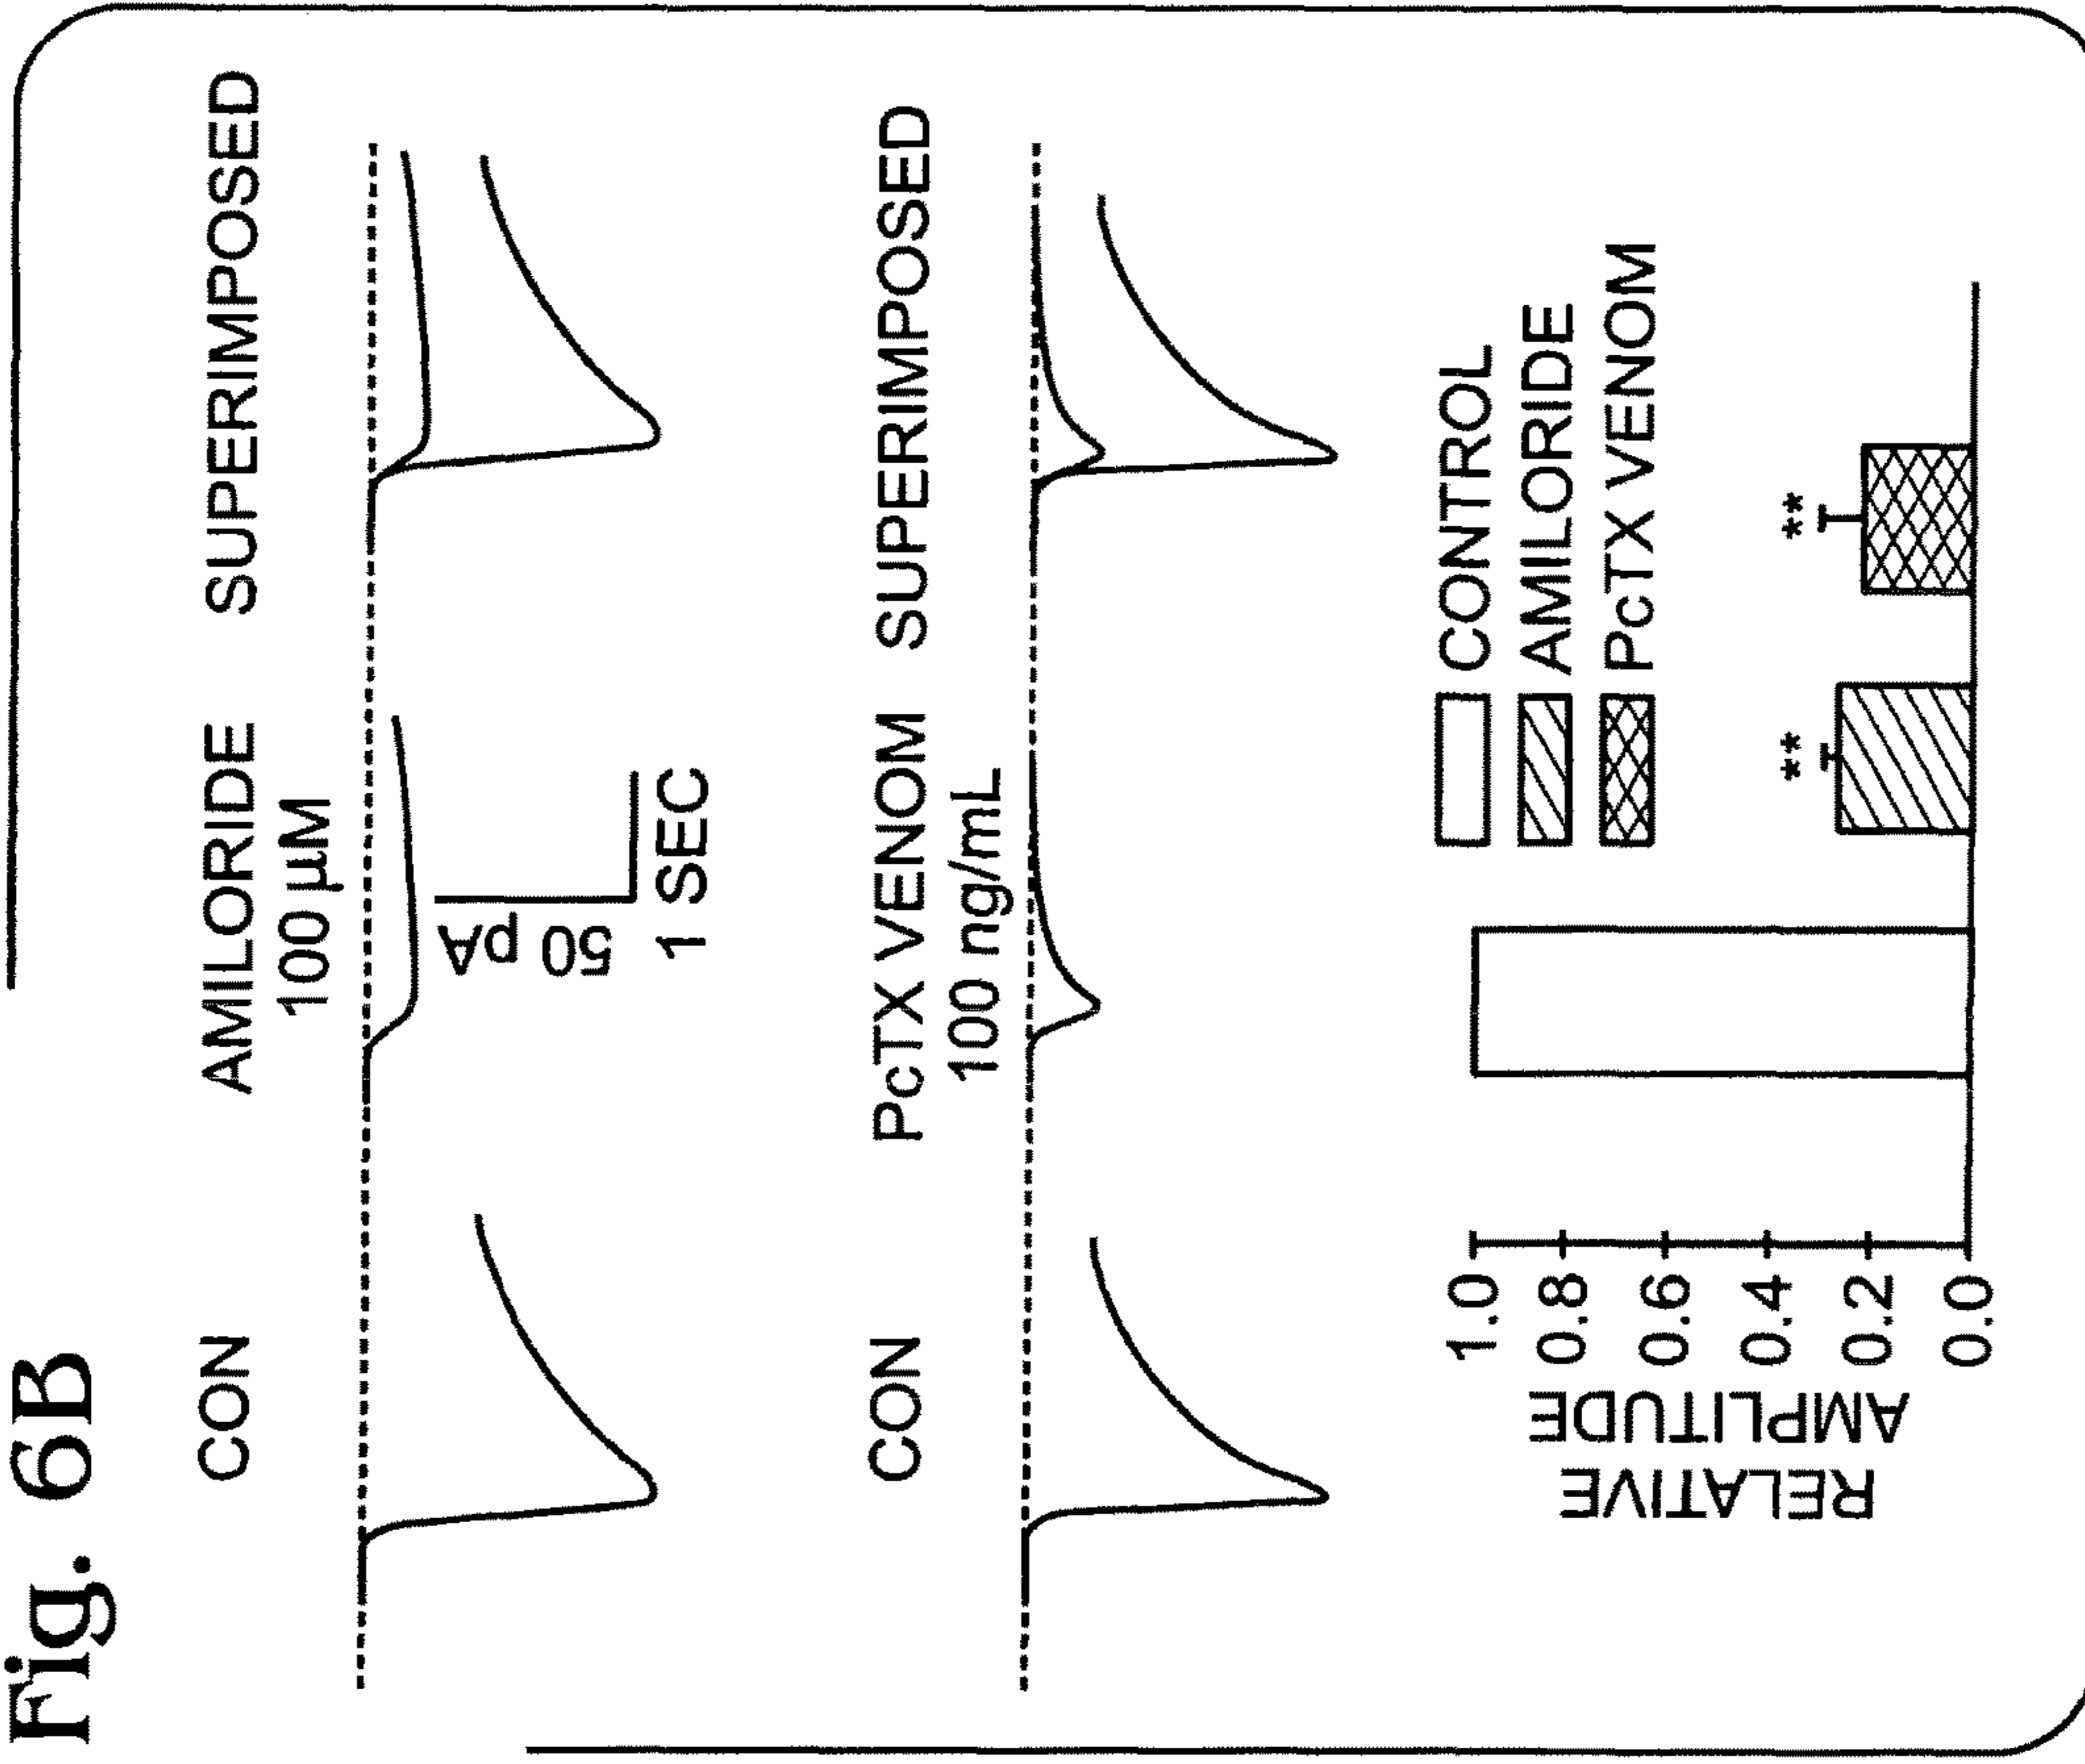 Fig. 6B
CON
AMILORIDE
100 µM
SUPERIMPOSED
50 pA
1 SEC
CON
PcTX VENOM
100 ng/mL
SUPERIMPOSED
RELATIVE
AMPLITUDE
1.0
0.8
0.6
0.4
0.2
0.0
CONTROL
AMILORIDE
PcTX VENOM
**
**